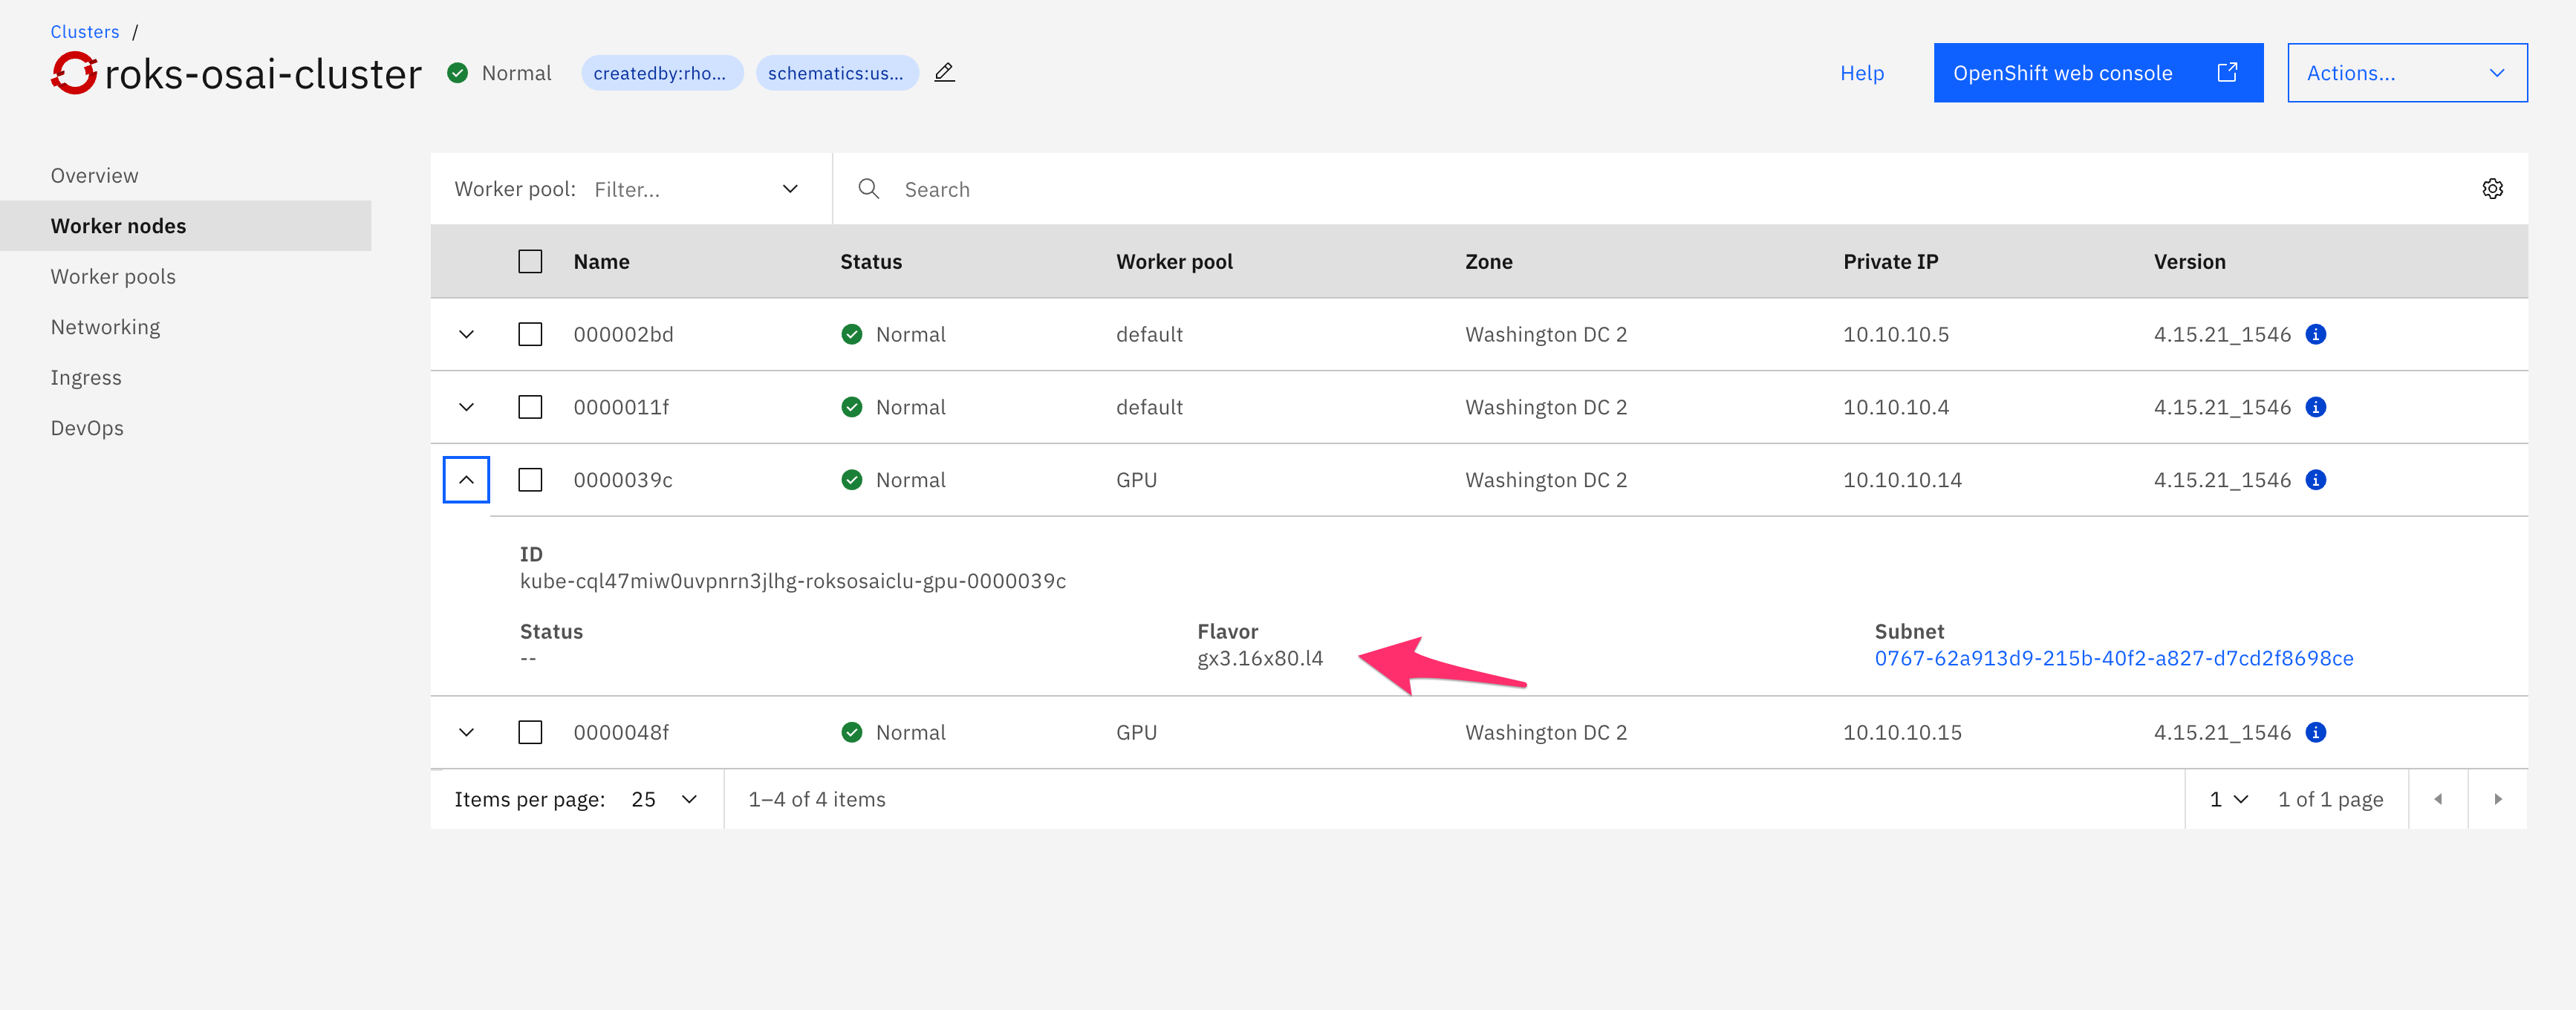 Clusters /
roks-osai-cluster Normal createdby:rho... schematics:us... Help OpenShift web console Actions...
Overview
Worker nodes
Worker pools
Networking
Ingress
DevOps
Worker pool: Filter... Search
Name Status Worker pool Zone Private IP Version
000002bd Normal default Washington DC 2 10.10.10.5 4.15.21_1546
0000011f Normal default Washington DC 2 10.10.10.4 4.15.21_1546
0000039c Normal GPU Washington DC 2 10.10.10.14 4.15.21_1546
ID
kube-cql47miw0uvpnrn3jlhg-roksosaiclu-gpu-0000039c
Status Flavor Subnet
-- gx3.16x80.l4 0767-62a913d9-215b-40f2-a827-d7cd2f8698ce
0000048f Normal GPU Washington DC 2 10.10.10.15 4.15.21_1546
Items per page: 25 1–4 of 4 items 1 1 of 1 page